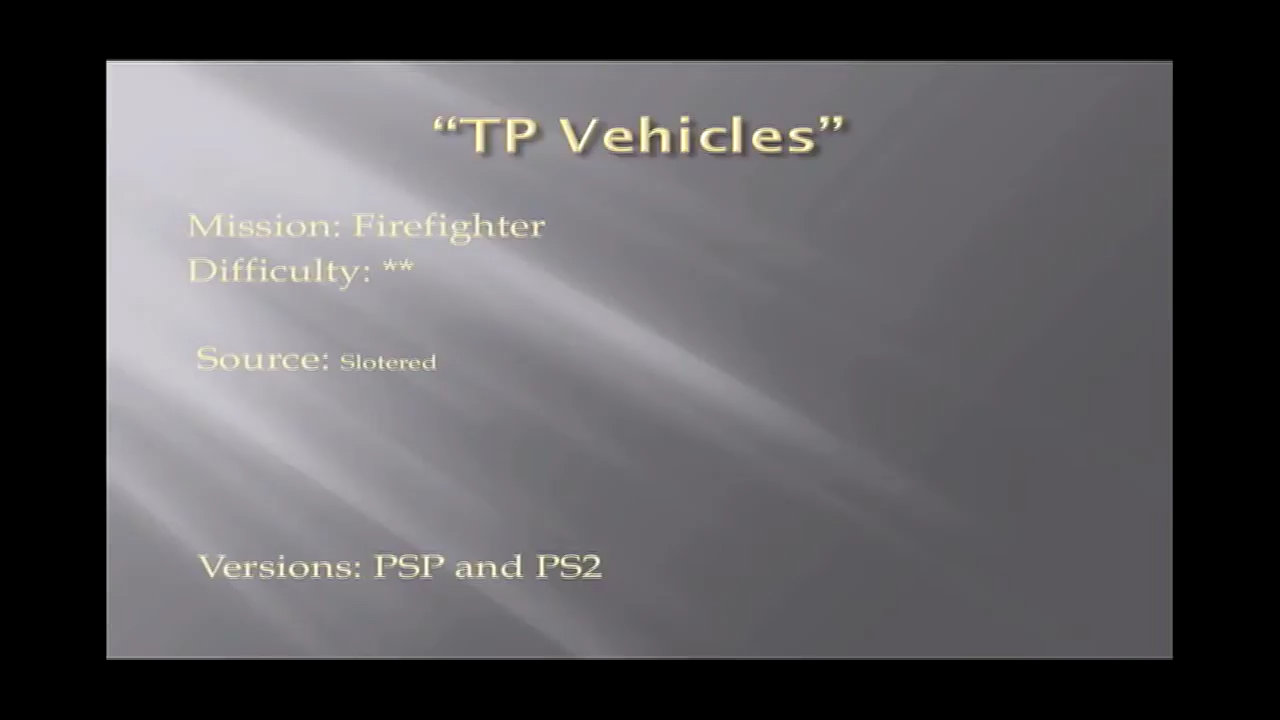 “TP Vehicles”
Mission: Firefighter
Difficulty: **
Source: Slotered
Versions: PSP and PS2